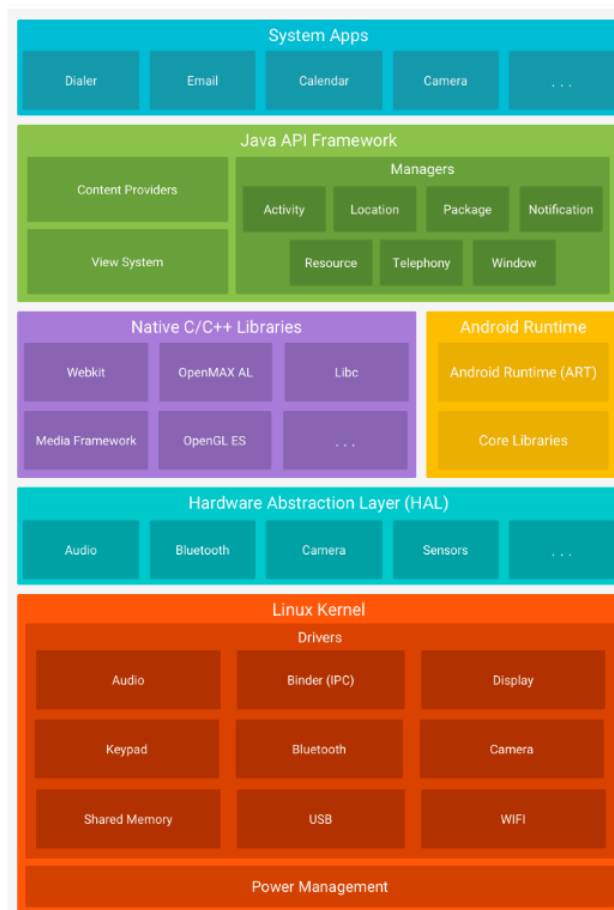 System Apps
Dialer
Email
Calendar
Camera
. . .
Java API Framework
Content Providers
View System
Managers
Activity
Location
Package
Notification
Resource
Telephony
Window
Native C/C++ Libraries
Webkit
OpenMAX AL
Libc
Media Framework
OpenGL ES
. . .
Android Runtime
Android Runtime (ART)
Core Libraries
Hardware Abstraction Layer (HAL)
Audio
Bluetooth
Camera
Sensors
. . .
Linux Kernel
Drivers
Audio
Binder (IPC)
Display
Keypad
Bluetooth
Camera
Shared Memory
USB
WIFI
Power Management